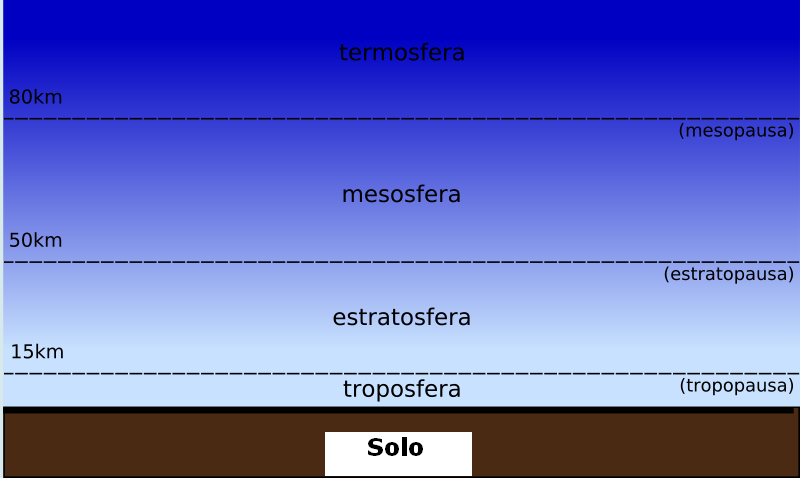 termosfera
80km
(mesopausa)
mesosfera
50km
(estratopausa)
estratosfera
15km
troposfera
(tropopausa)
Solo